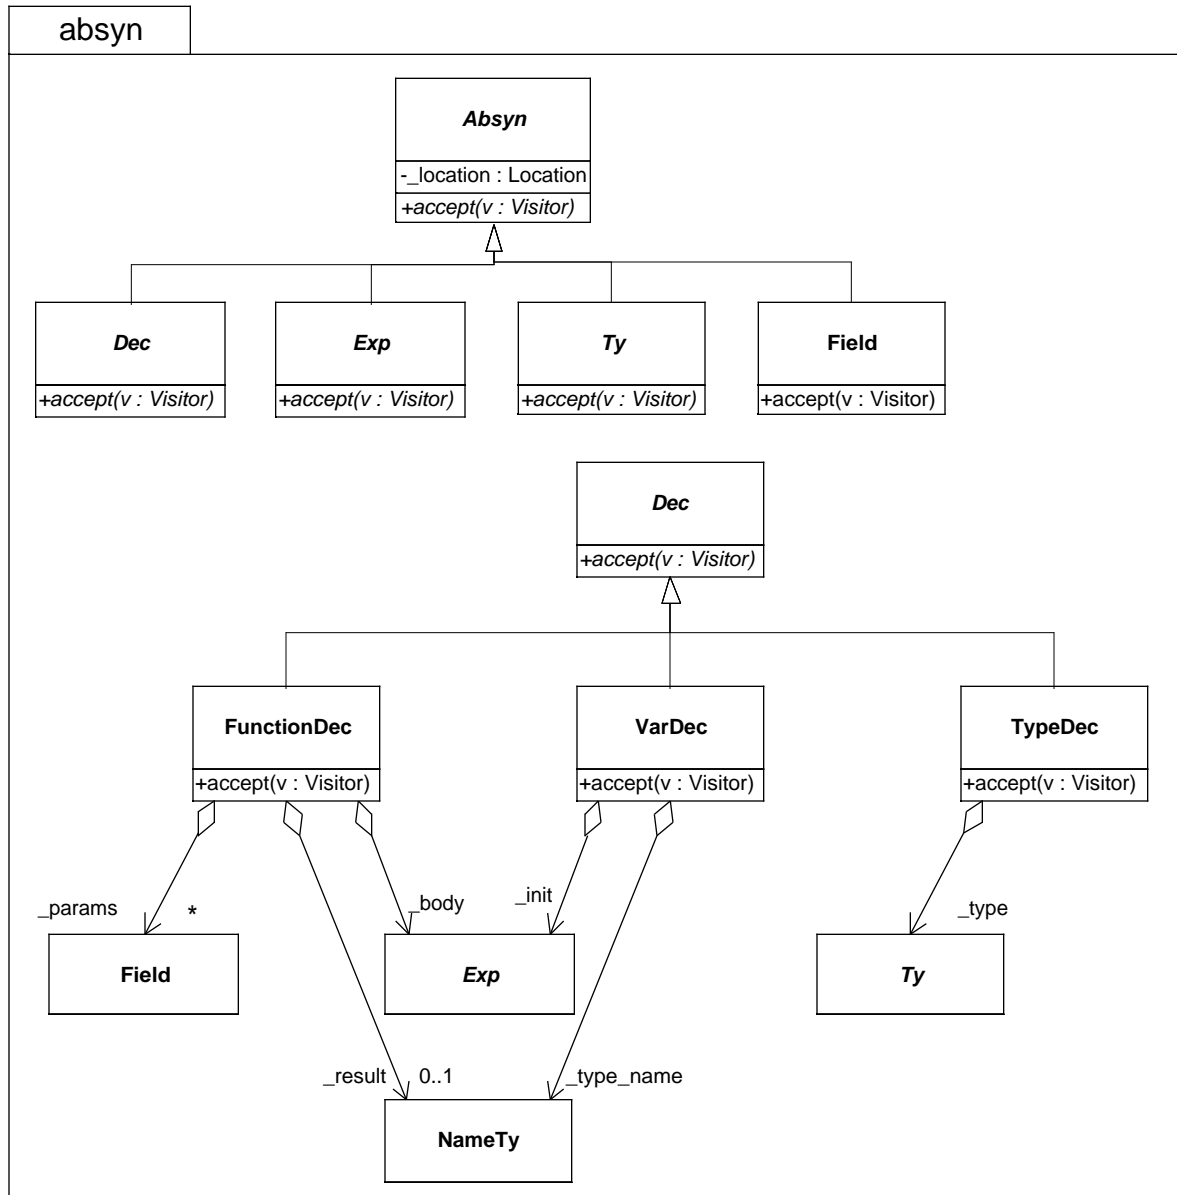 absyn
Absyn
-_location : Location
+accept(v : Visitor)
Dec
Exp
Ty
Field
+accept(v : Visitor)
+accept(v : Visitor)
+accept(v : Visitor)
+accept(v : Visitor)
Dec
+accept(v : Visitor)
FunctionDec
VarDec
TypeDec
+accept(v : Visitor)
+accept(v : Visitor)
+accept(v : Visitor)
_params
*
_body
_init
_type
Field
Exp
Ty
_result
0..1
_type_name
NameTy